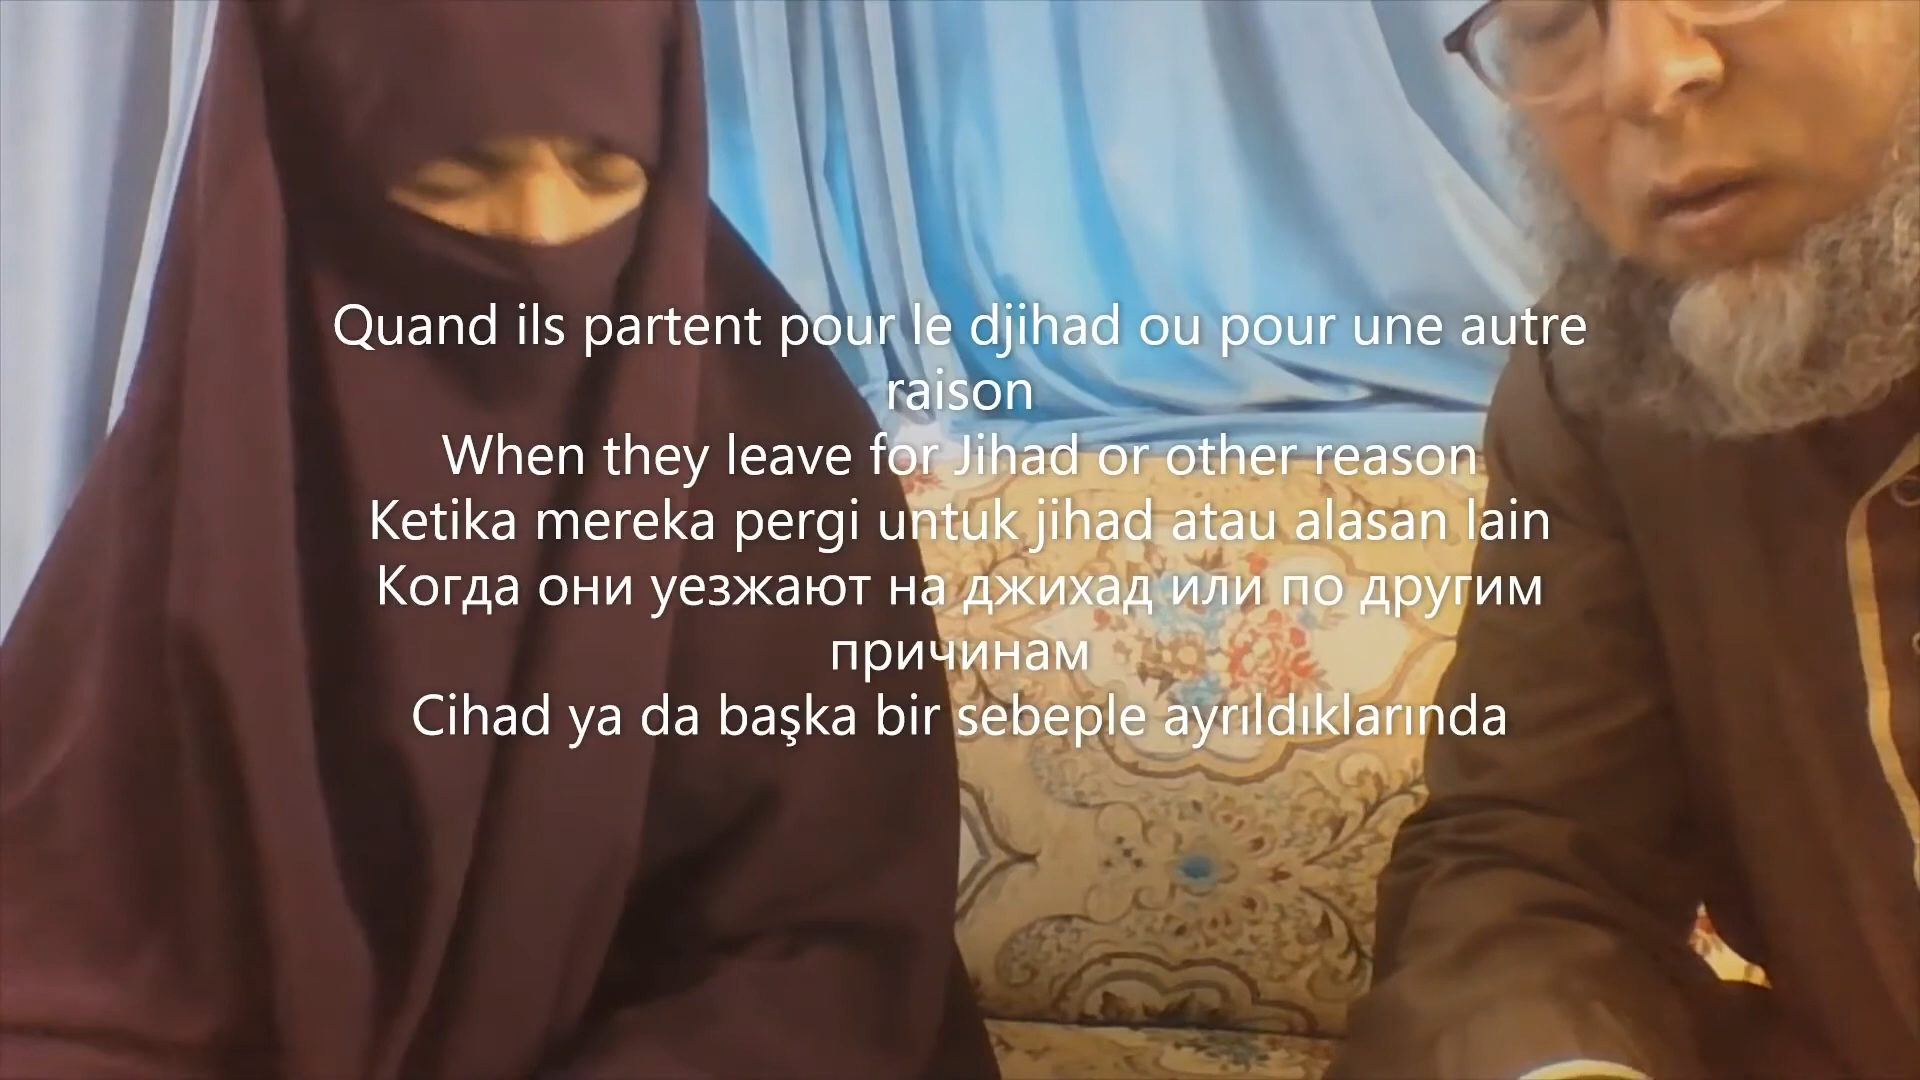 Quand ils partent pour le djihad ou pour une autre
raison
When they leave for Jihad or other reason
Ketika mereka pergi untuk jihad atau alasan lain
Когда они уезжают на джихад или по другим
причинам
Cihad ya da başka bir sebeple ayrıldıklarında